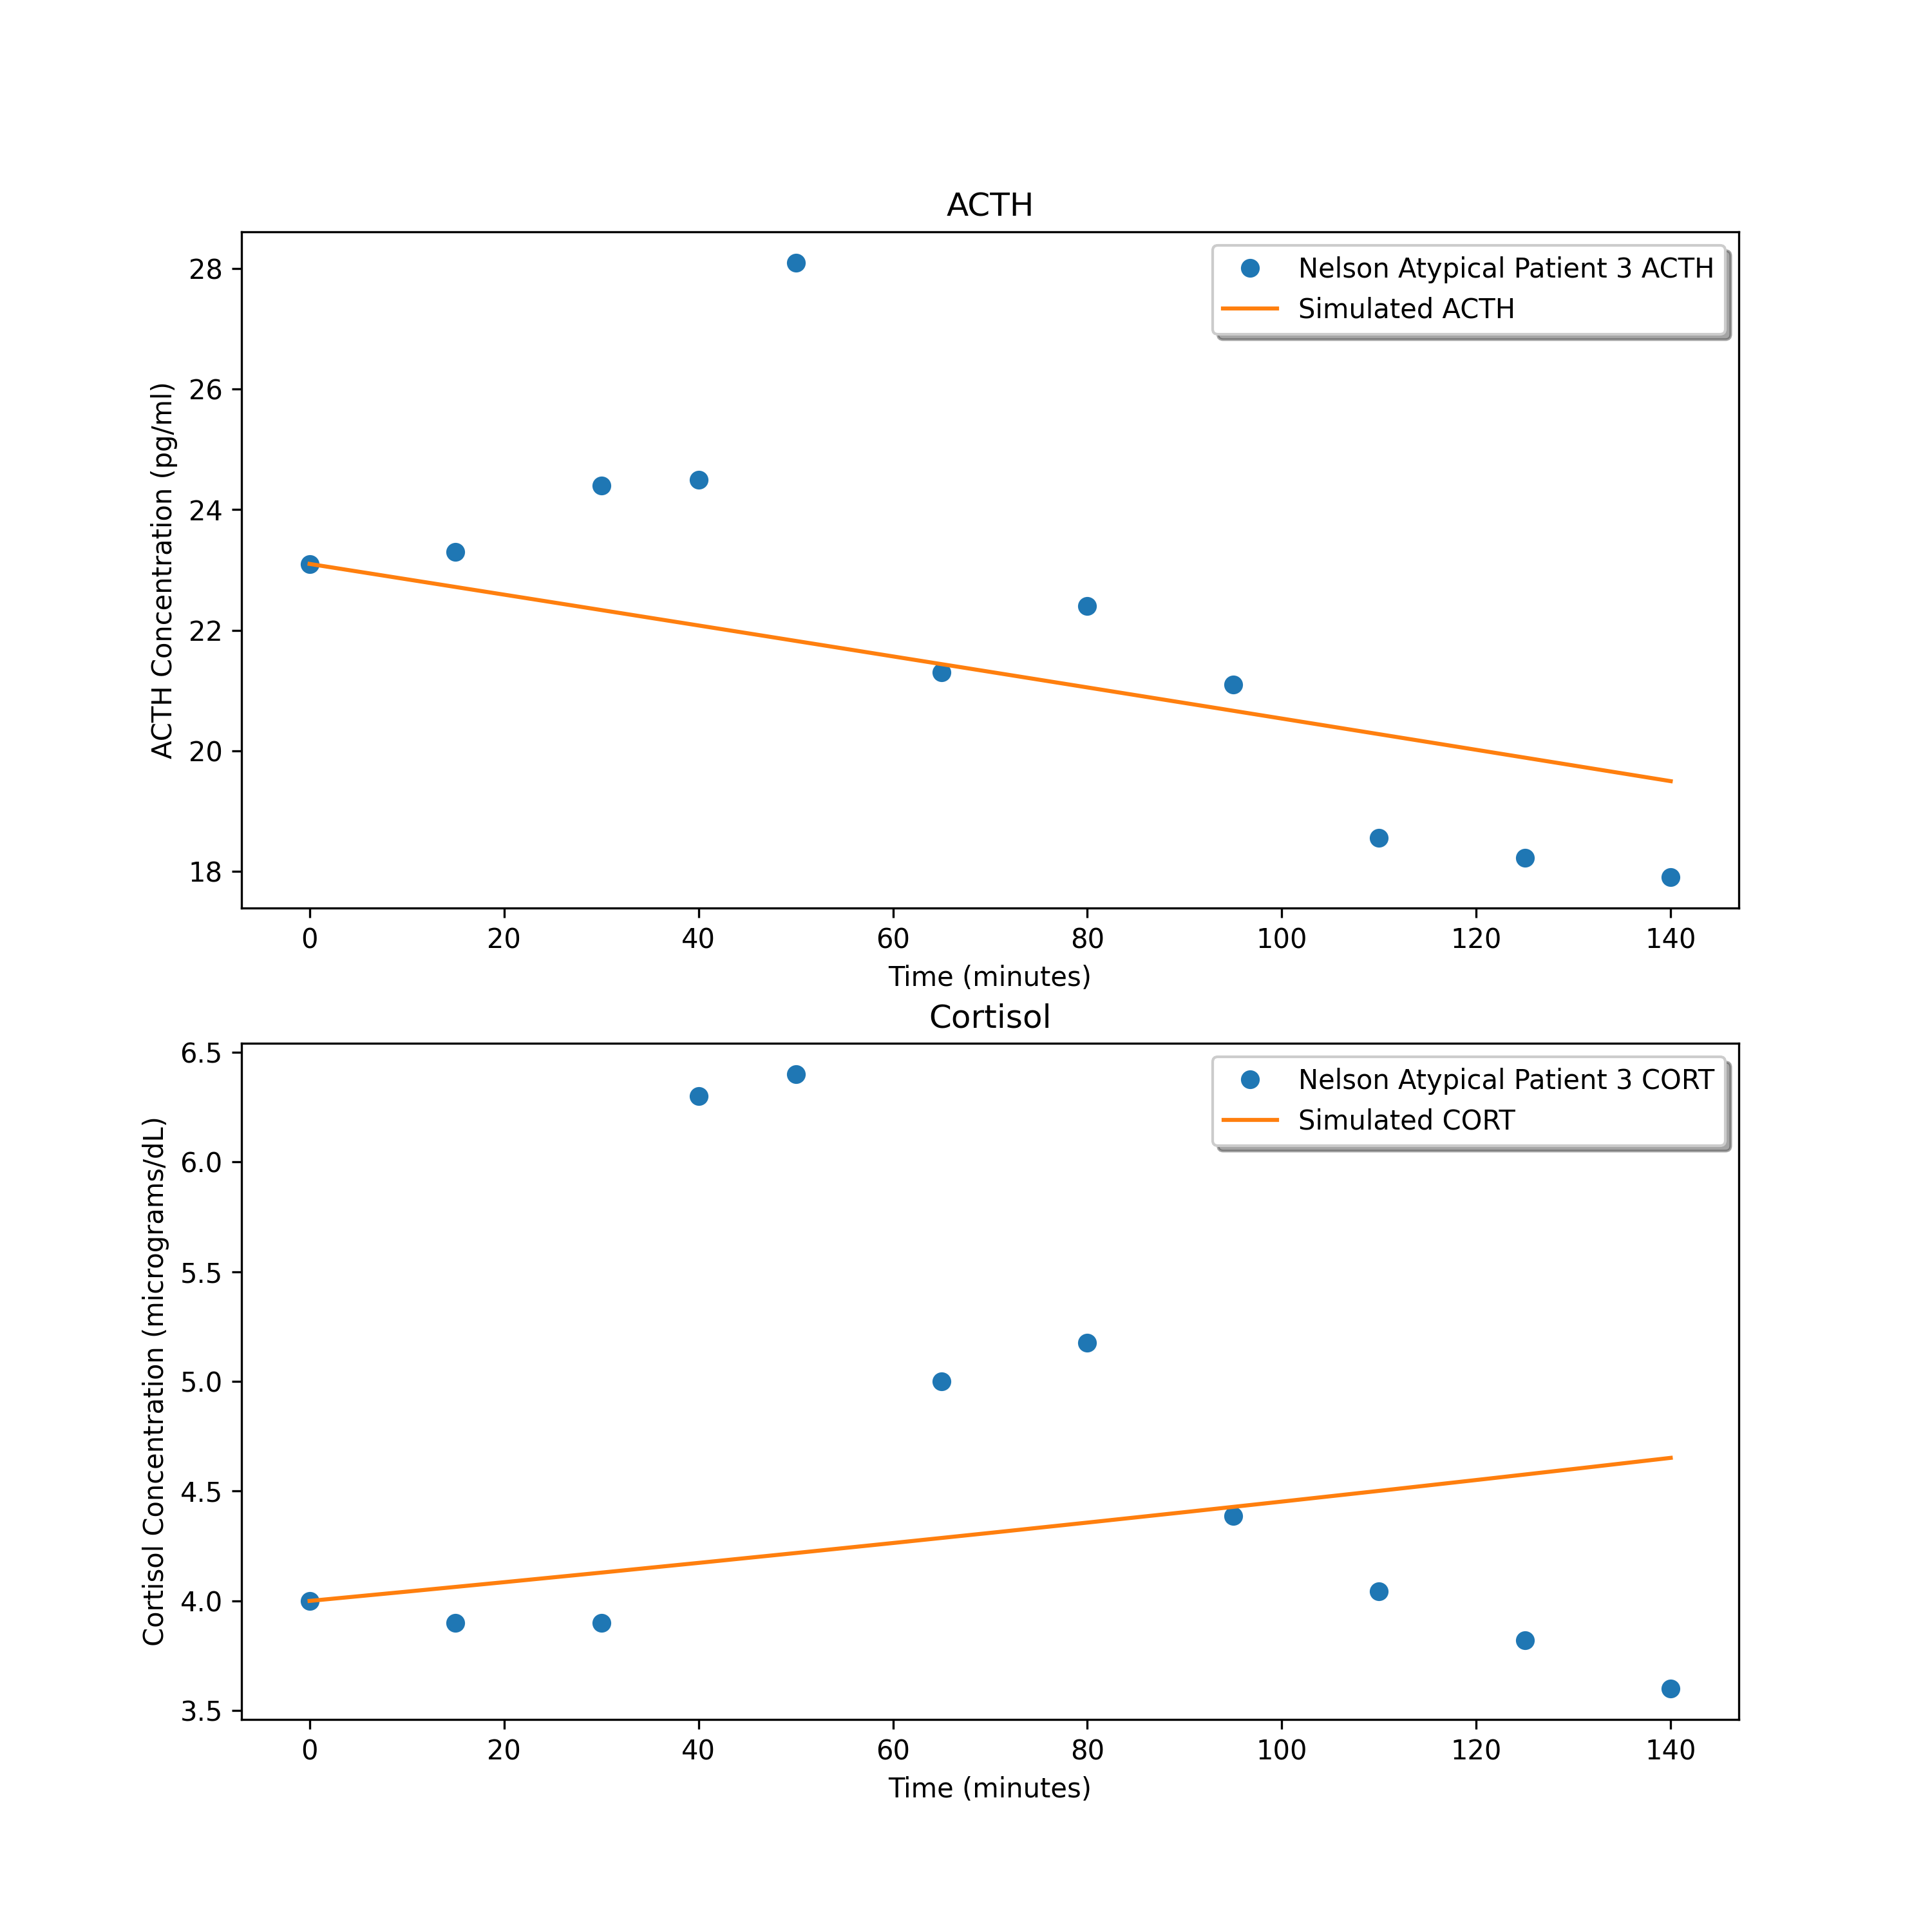 ACTH
28
26
24
22
20
18
ACTH Concentration (pg/ml)
Nelson Atypical Patient 3 ACTH
Simulated ACTH
0 20 40 60 80 100 120 140
Time (minutes)
Cortisol
6.5
6.0
5.5
5.0
4.5
4.0
3.5
Cortisol Concentration (micrograms/dL)
Nelson Atypical Patient 3 CORT
Simulated CORT
0 20 40 60 80 100 120 140
Time (minutes)